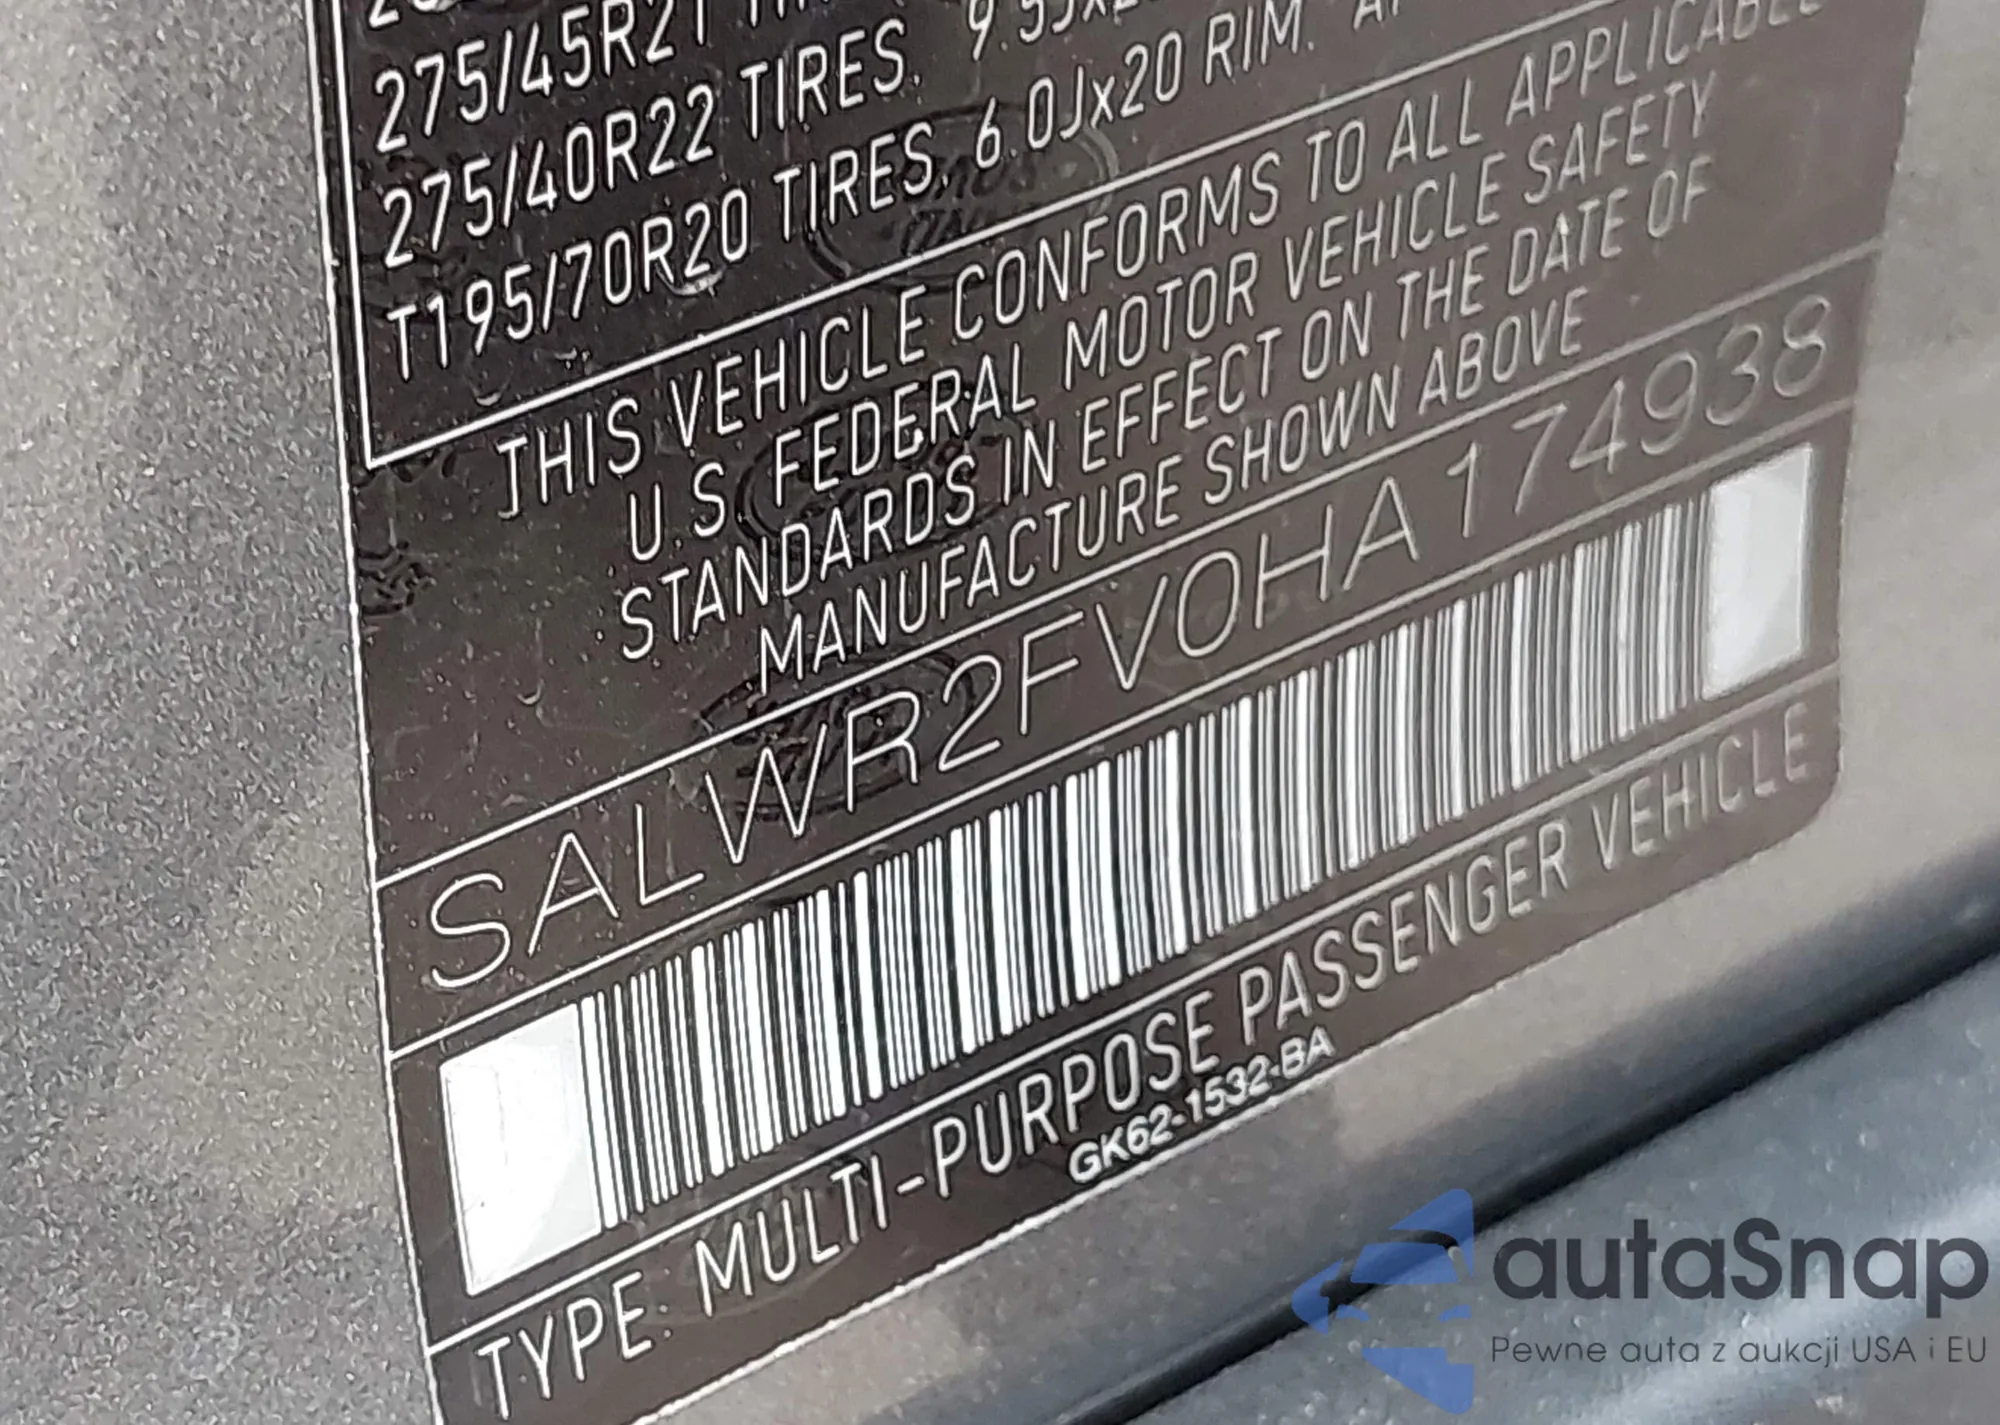 275/45R21
275/40R22 TIRES.
T195/70R20 TIRES. 6.0Jx20 RIM.
THIS VEHICLE CONFORMS TO ALL APPLICABLE
U.S. FEDERAL MOTOR VEHICLE SAFETY
STANDARDS IN EFFECT ON THE DATE OF
MANUFACTURE SHOWN ABOVE
SALWR2FV0HA174938
TYPE: MULTI-PURPOSE PASSENGER VEHICLE
GK62-1532-BA
autaSnap
Pewne auta z aukcji USA i EU